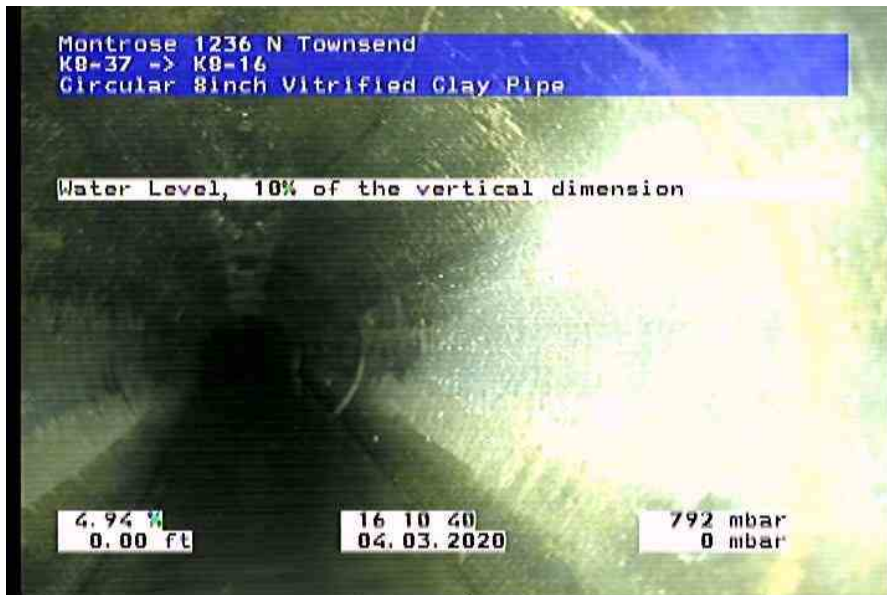 Montrose 1236 N Townsend
K8-37 -> K8-16
Circular 8inch Vitrified Clay Pipe
Water Level, 10% of the vertical dimension
4.94 %
0.00 ft
16 10 40
04.03.2020
792 mbar
0 mbar